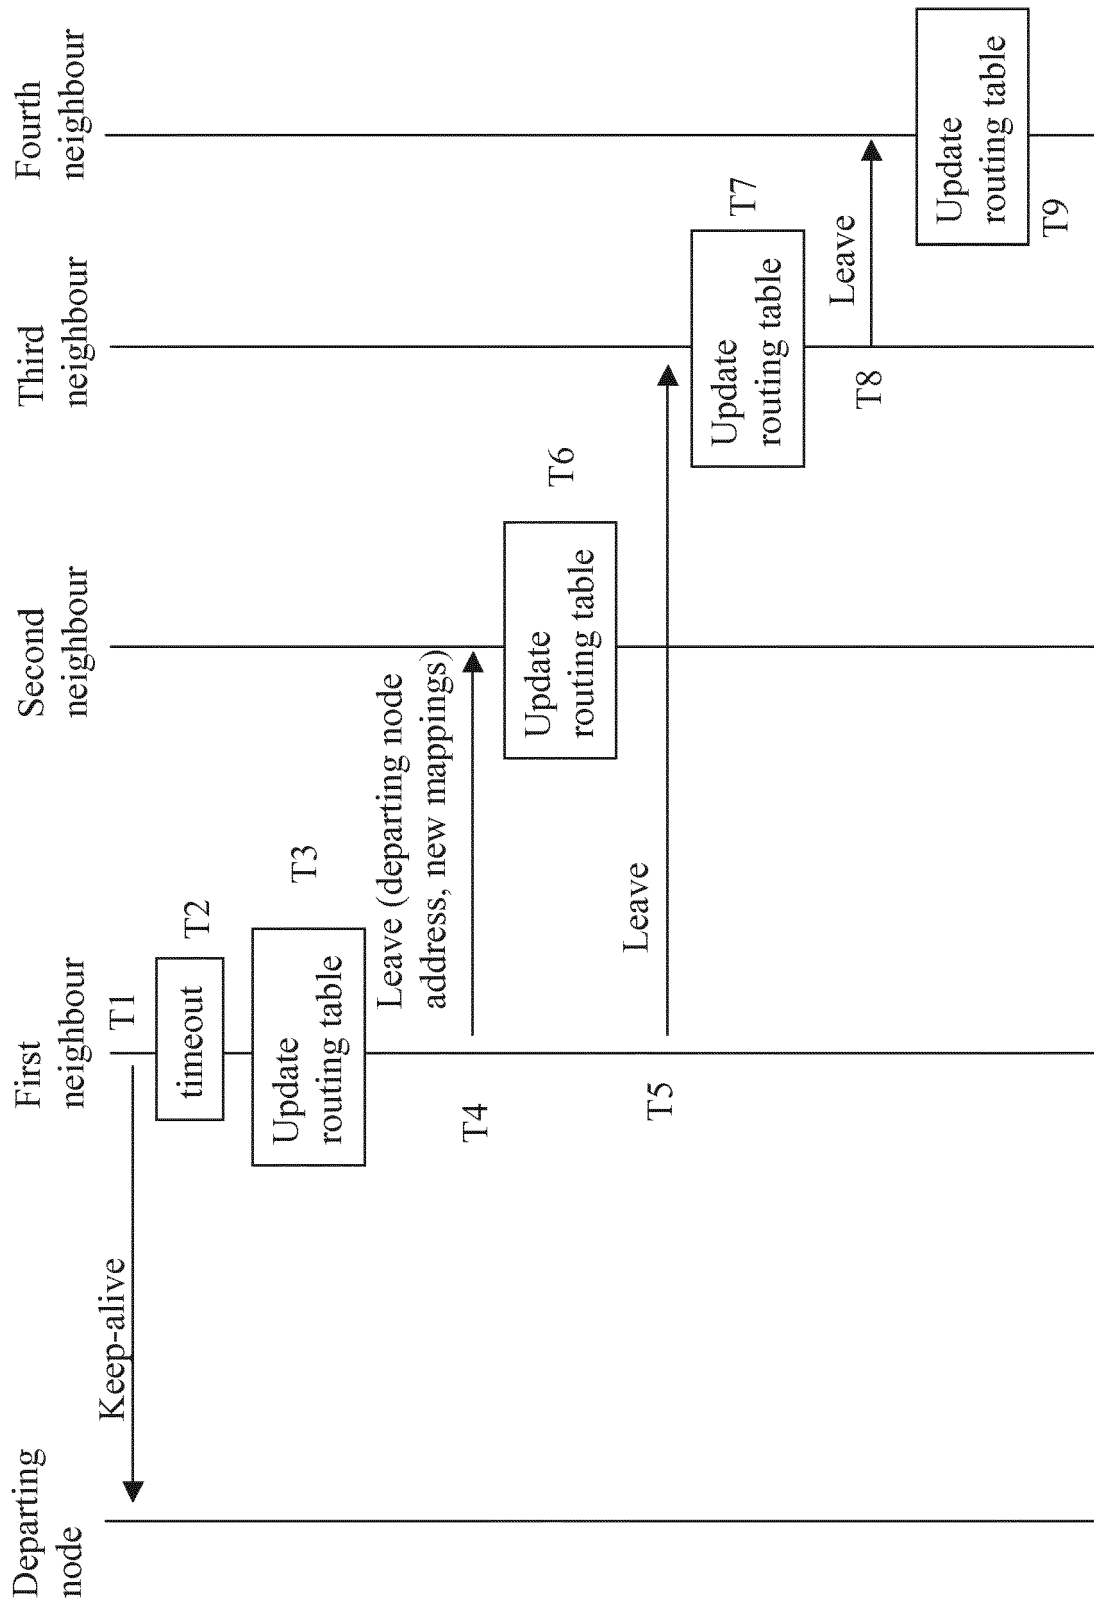 Departing
node
First
neighbour
Second
neighbour
Third
neighbour
Fourth
neighbour
Keep-alive
T1
timeout
T2
Update
routing table
T3
Leave (departing node
address, new mappings)
T4
Update
routing table
T6
Leave
T5
Update
routing table
T7
Leave
T8
Update
routing table
T9